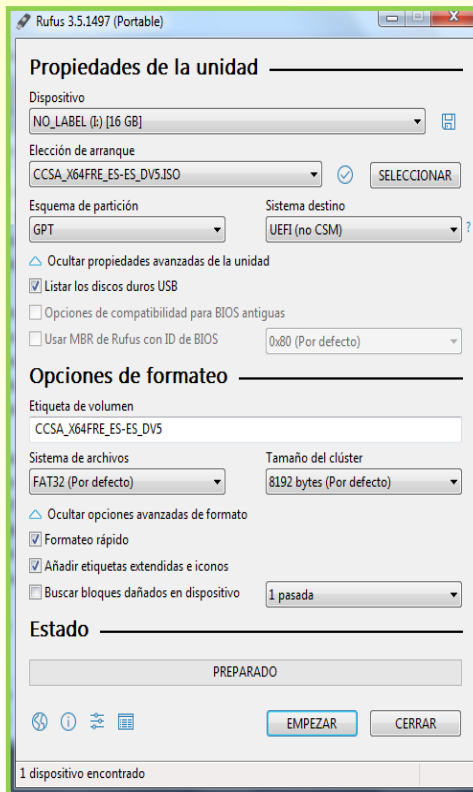 Rufus 3.5.1497 (Portable)
Propiedades de la unidad
Dispositivo
NO_LABEL (I:) [16 GB]
Elección de arranque
CCSA_X64FRE_ES-ES_DV5.ISO
SELECCIONAR
Esquema de partición Sistema destino
GPT UEFI (no CSM) ?
Ocultar propiedades avanzadas de la unidad
Listar los discos duros USB
Opciones de compatibilidad para BIOS antiguas
Usar MBR de Rufus con ID de BIOS 0x80 (Por defecto)
Opciones de formateo
Etiqueta de volumen
CCSA_X64FRE_ES-ES_DV5
Sistema de archivos Tamaño del clúster
FAT32 (Por defecto) 8192 bytes (Por defecto)
Ocultar opciones avanzadas de formato
Formateo rápido
Añadir etiquetas extendidas e iconos
Buscar bloques dañados en dispositivo 1 pasada
Estado
PREPARADO
EMPEZAR CERRAR
1 dispositivo encontrado